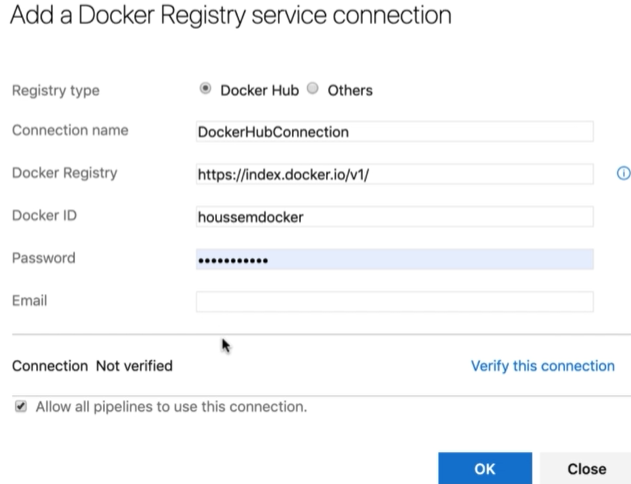 Add a Docker Registry service connection
Registry type Docker Hub Others
Connection name DockerHubConnection
Docker Registry https://index.docker.io/v1/
Docker ID houssemdocker
Password •••••••••••
Email
Connection Not verified Verify this connection
Allow all pipelines to use this connection.
OK Close